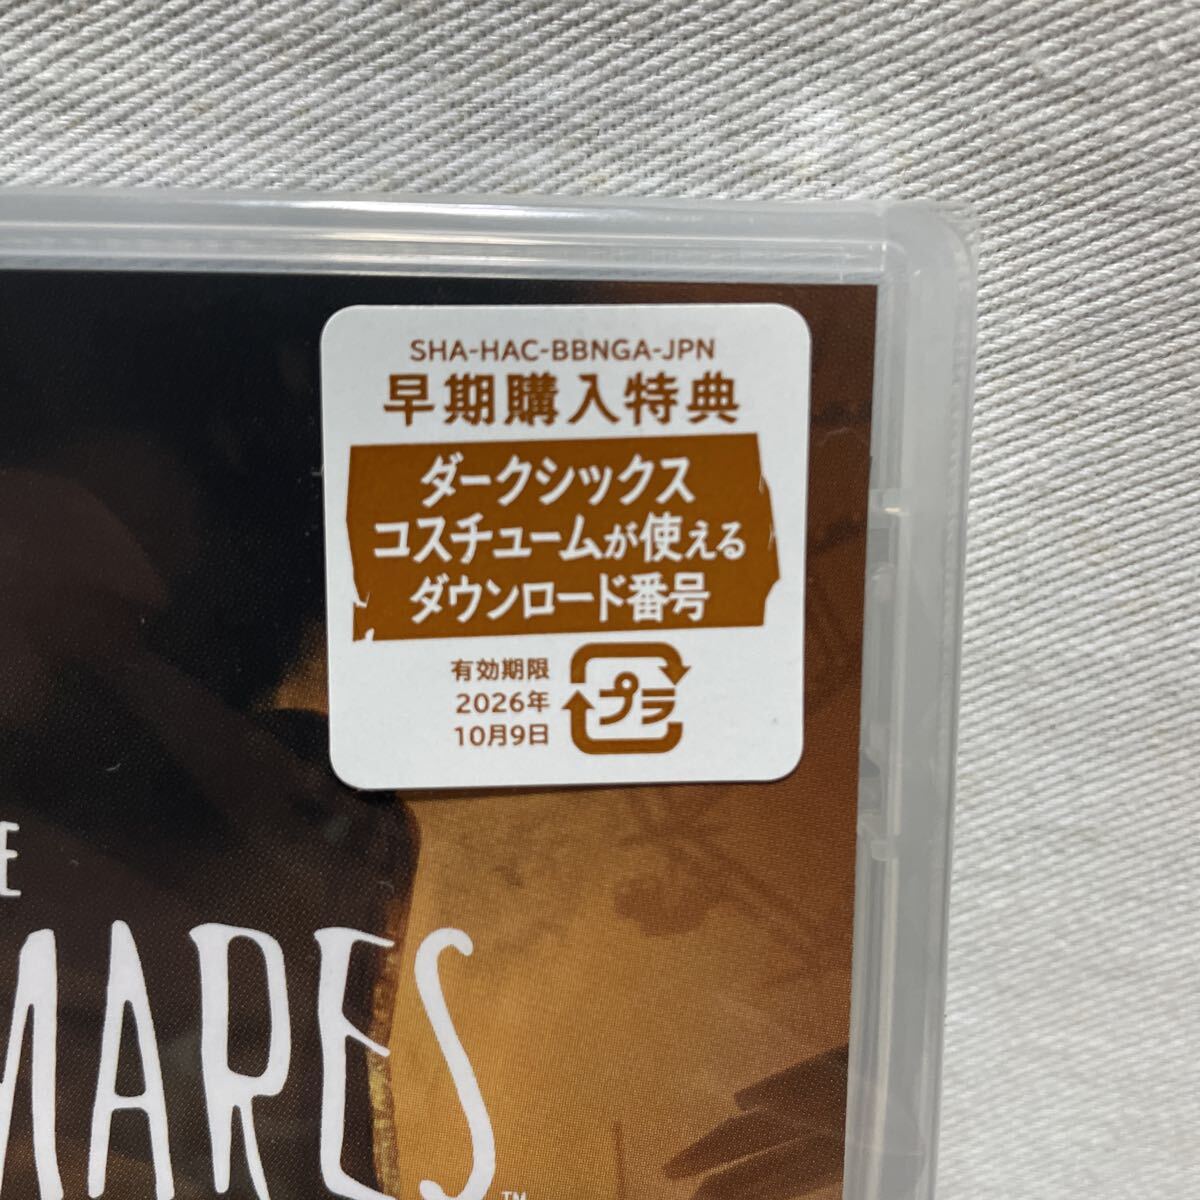 SHA-HAC-BBNGA-JPN
早期購入特典
ダークシックス
コスチュームが使える
ダウンロード番号
有効期限
2026年
10月9日
プラ
E
MARES™